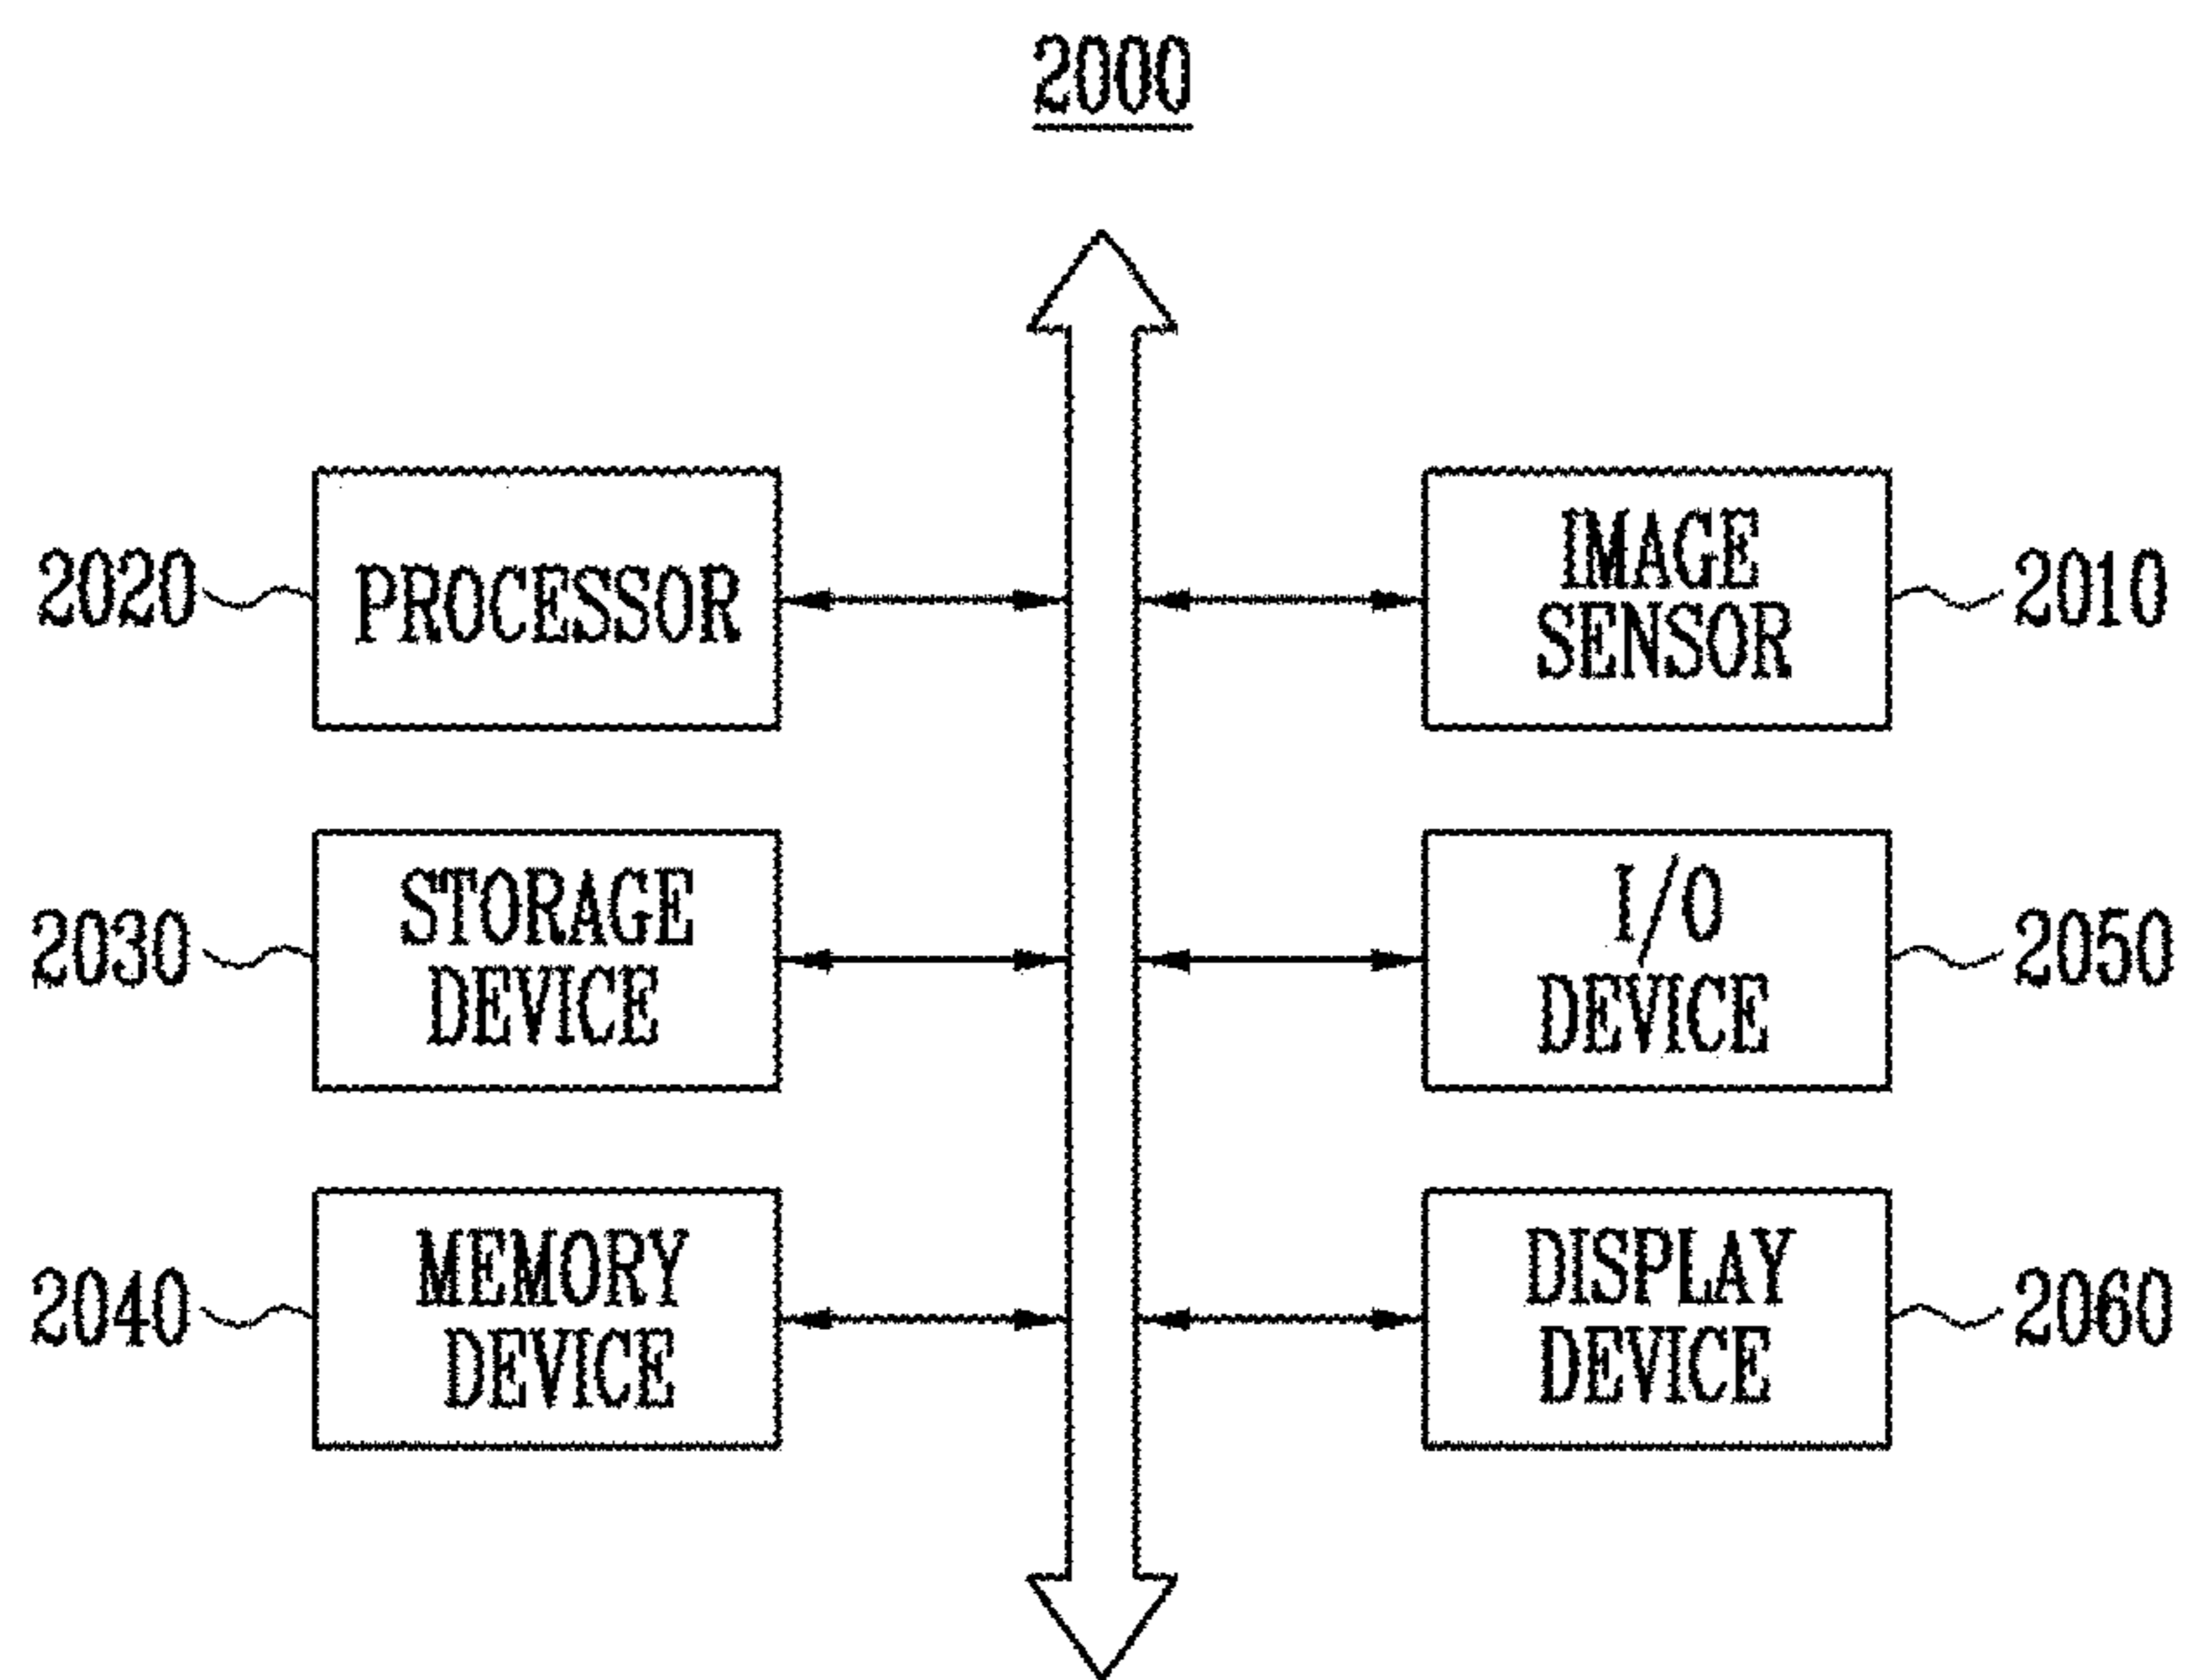 2000
2020
PROCESSOR
IMAGE
SENSOR
2010
2030
STORAGE
DEVICE
I/O
DEVICE
2050
2040
MEMORY
DEVICE
DISPLAY
DEVICE
2060